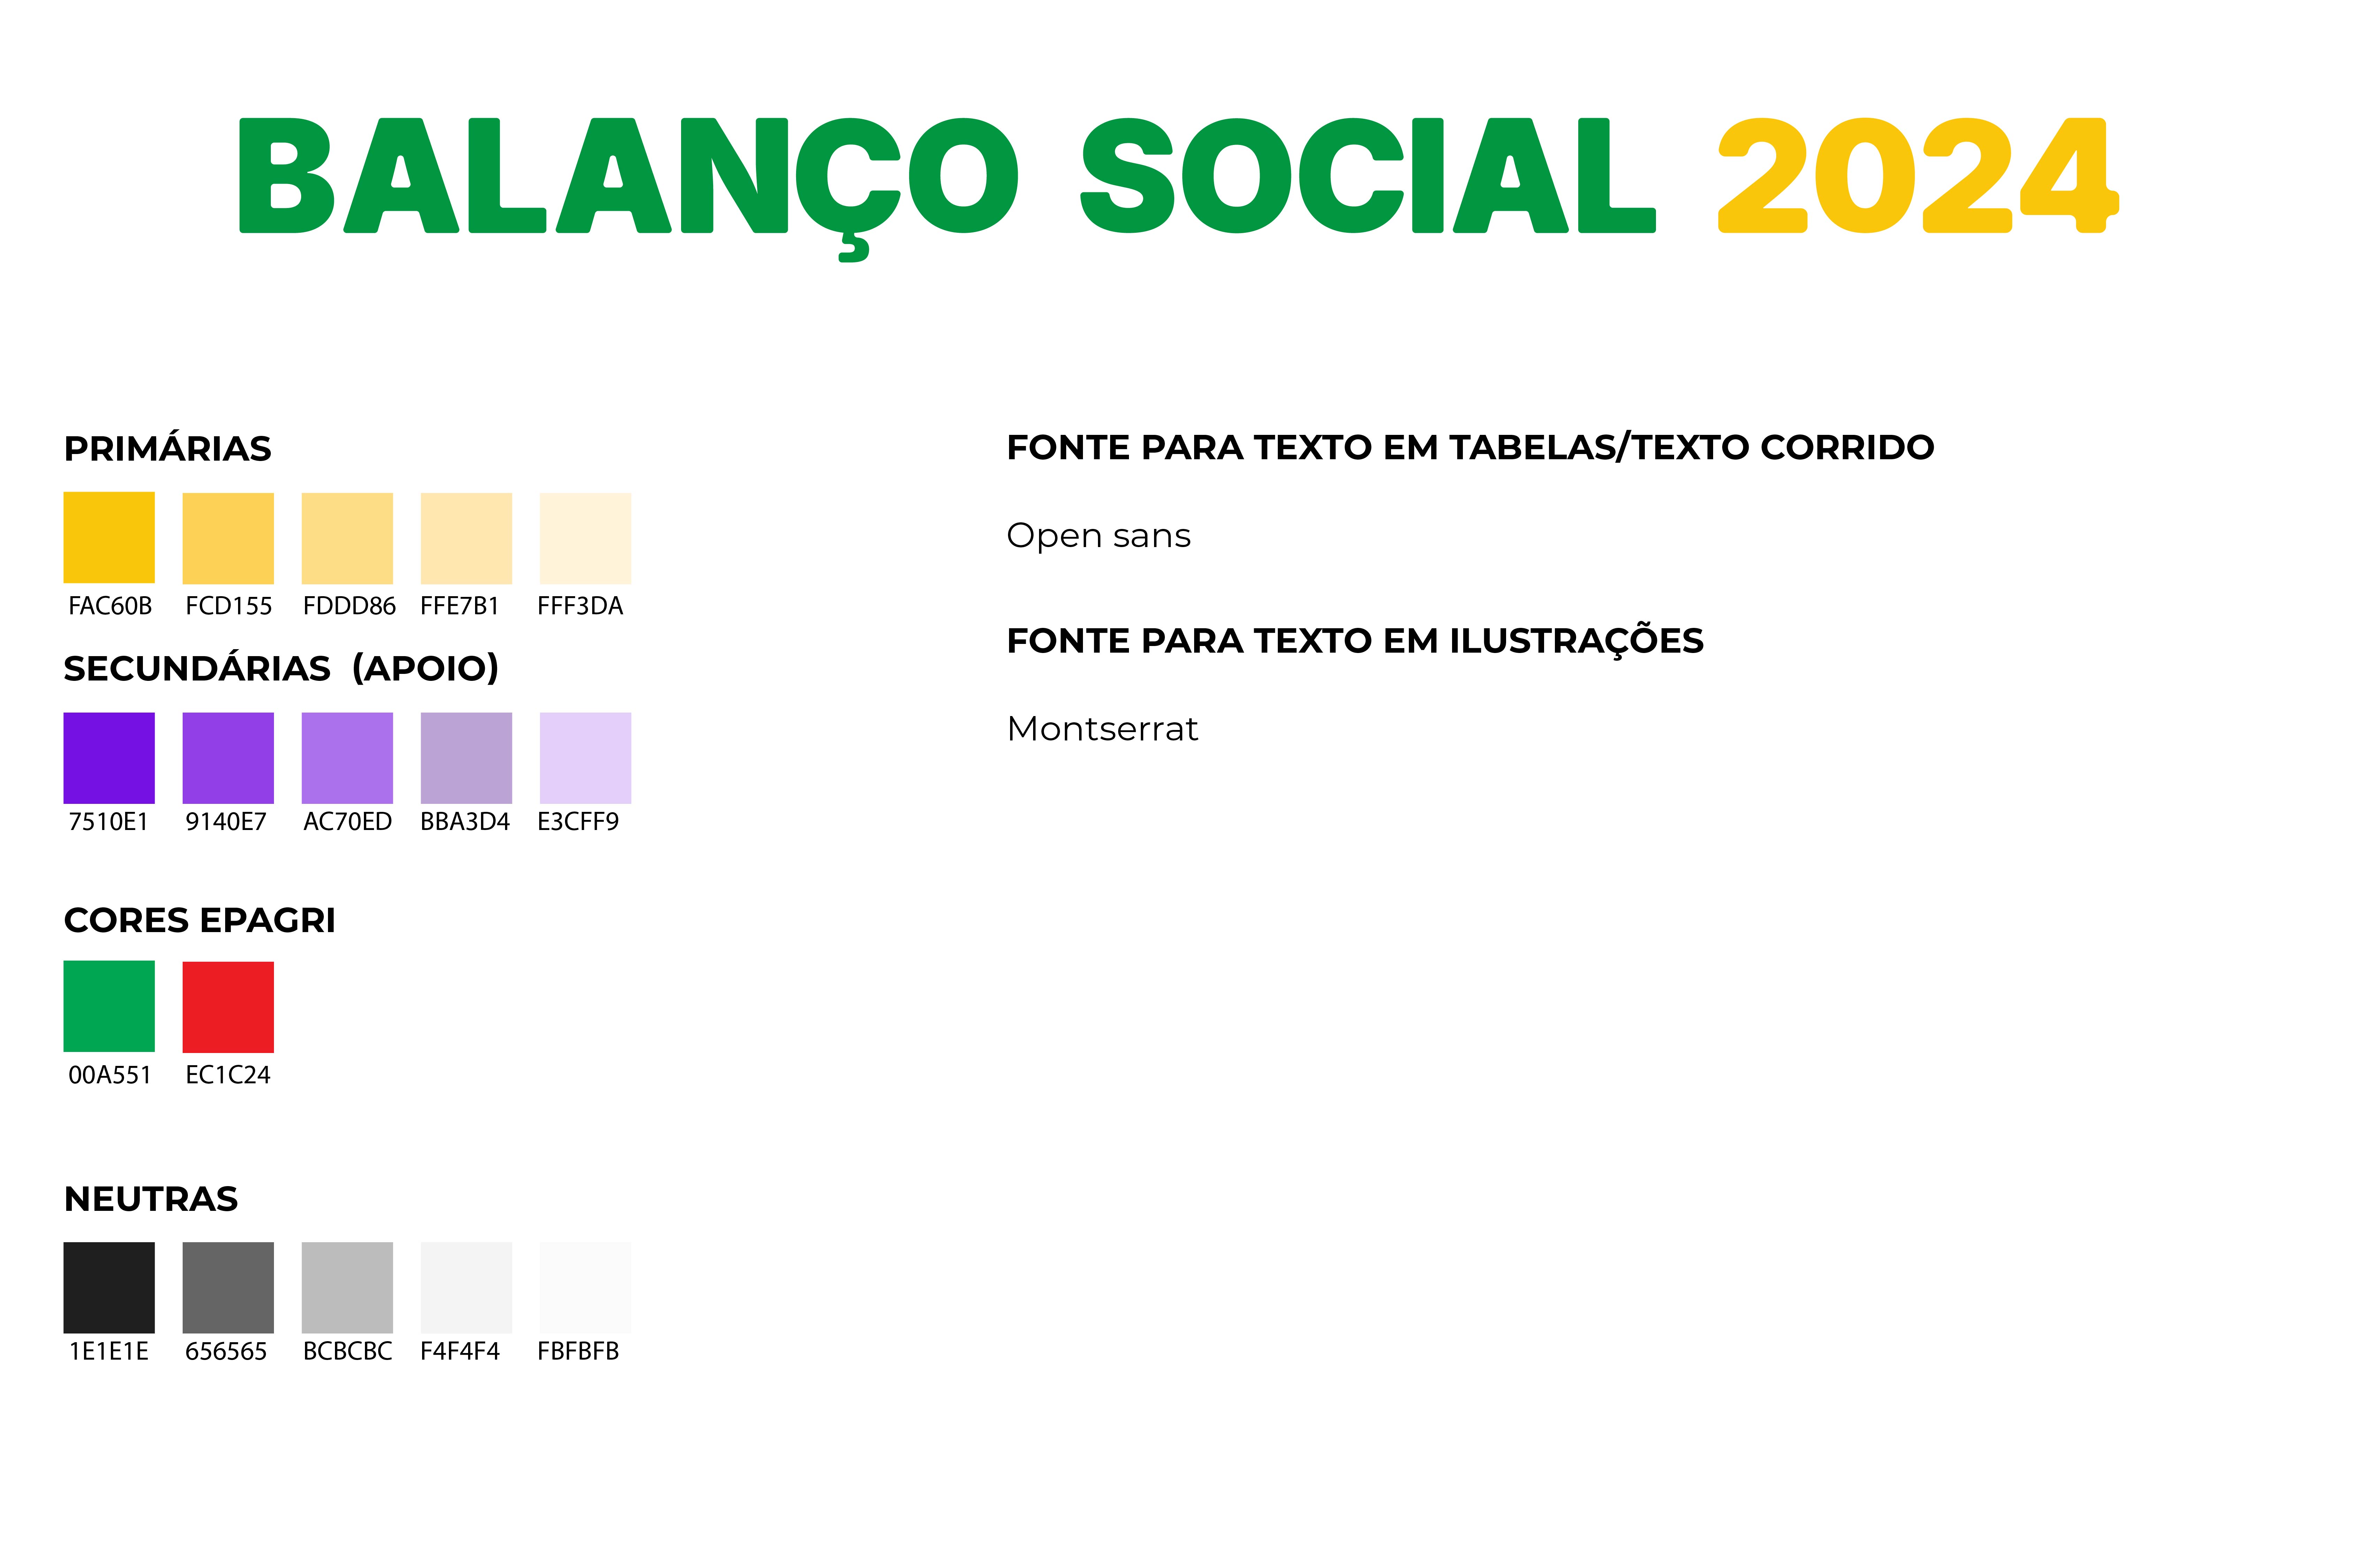 BALANÇO SOCIAL 2024
PRIMÁRIAS
FAC60B FCD155 FDDD86 FFE7B1 FFF3DA
SECUNDÁRIAS (APOIO)
7510E1 9140E7 AC70ED BBA3D4 E3CFF9
CORES EPAGRI
00A551 EC1C24
NEUTRAS
1E1E1E 656565 BCBCBC F4F4F4 FBFBFB
FONTE PARA TEXTO EM TABELAS/TEXTO CORRIDO
Open sans
FONTE PARA TEXTO EM ILUSTRAÇÕES
Montserrat